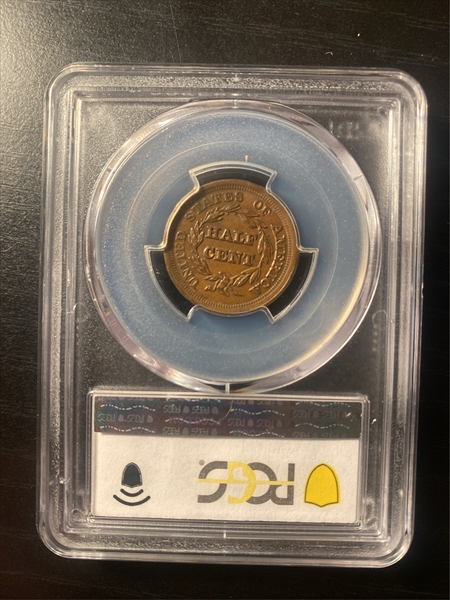 UNITED STATES OF AMERICA
HALF
CENT
PCGS